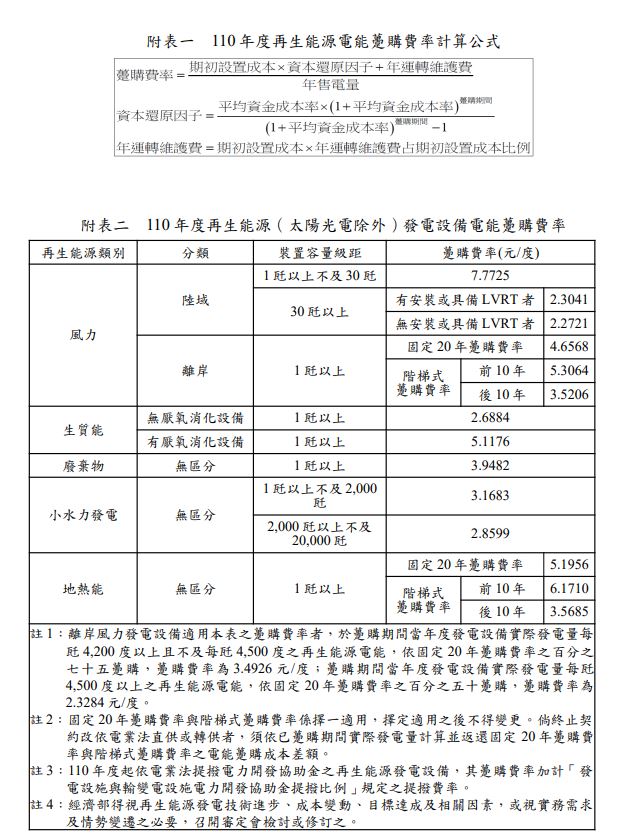 附表一　110 年度再生能源電能躉購費率計算公式
躉購費率 = 期初設置成本×資本還原因子+年運轉維護費
年售電量
資本還原因子 = 平均資金成本率×(1+平均資金成本率)^躉購期間
(1+平均資金成本率)^躉購期間 −1
年運轉維護費 = 期初設置成本×年運轉維護費占期初設置成本比例
附表二　110 年度再生能源（太陽光電除外）發電設備電能躉購費率
再生能源類別 分類 裝置容量級距 躉購費率(元/度)
風力 陸域 1 瓩以上不及 30 瓩 7.7725
30 瓩以上 有安裝或具備 LVRT 者 2.3041
無安裝或具備 LVRT 者 2.2721
離岸 1 瓩以上 固定 20 年躉購費率 4.6568
階梯式 前 10 年 5.3064
躉購費率 後 10 年 3.5206
生質能 無厭氧消化設備 1 瓩以上 2.6884
有厭氧消化設備 1 瓩以上 5.1176
廢棄物 無區分 1 瓩以上 3.9482
小水力發電 無區分 1 瓩以上不及 2,000
瓩 3.1683
2,000 瓩以上不及
20,000 瓩 2.8599
地熱能 無區分 1 瓩以上 固定 20 年躉購費率 5.1956
階梯式 前 10 年 6.1710
躉購費率 後 10 年 3.5685
註 1：離岸風力發電設備適用本表之躉購費率者，於躉購期間當年度發電設備實際發電量每
瓩 4,200 度以上且不及每瓩 4,500 度之再生能源電能，依固定 20 年躉購費率之百分之
七十五躉購，躉購費率為 3.4926 元/度；躉購期間當年度發電設備實際發電量每瓩
4,500 度以上之再生能源電能，依固定 20 年躉購費率之百分之五十躉購，躉購費率為
2.3284 元/度。
註 2：固定 20 年躉購費率與階梯式躉購費率係擇一適用，擇定適用之後不得變更。倘終止契
約改依電業法直供或轉供者，須依已躉購期間實際發電量計算並返還固定 20 年躉購費
率與階梯式躉購費率之電能躉購成本差額。
註 3：110 年度起依電業法提撥電力開發協助金之再生能源發電設備，其躉購費率加計「發
電設施與輸變電設施電力開發協助金提撥比例」規定之提撥費率。
註 4：經濟部得視再生能源發電技術進步、成本變動、目標達成及相關因素，或視實務需求
及情勢變遷之必要，召開審定會檢討或修訂之。